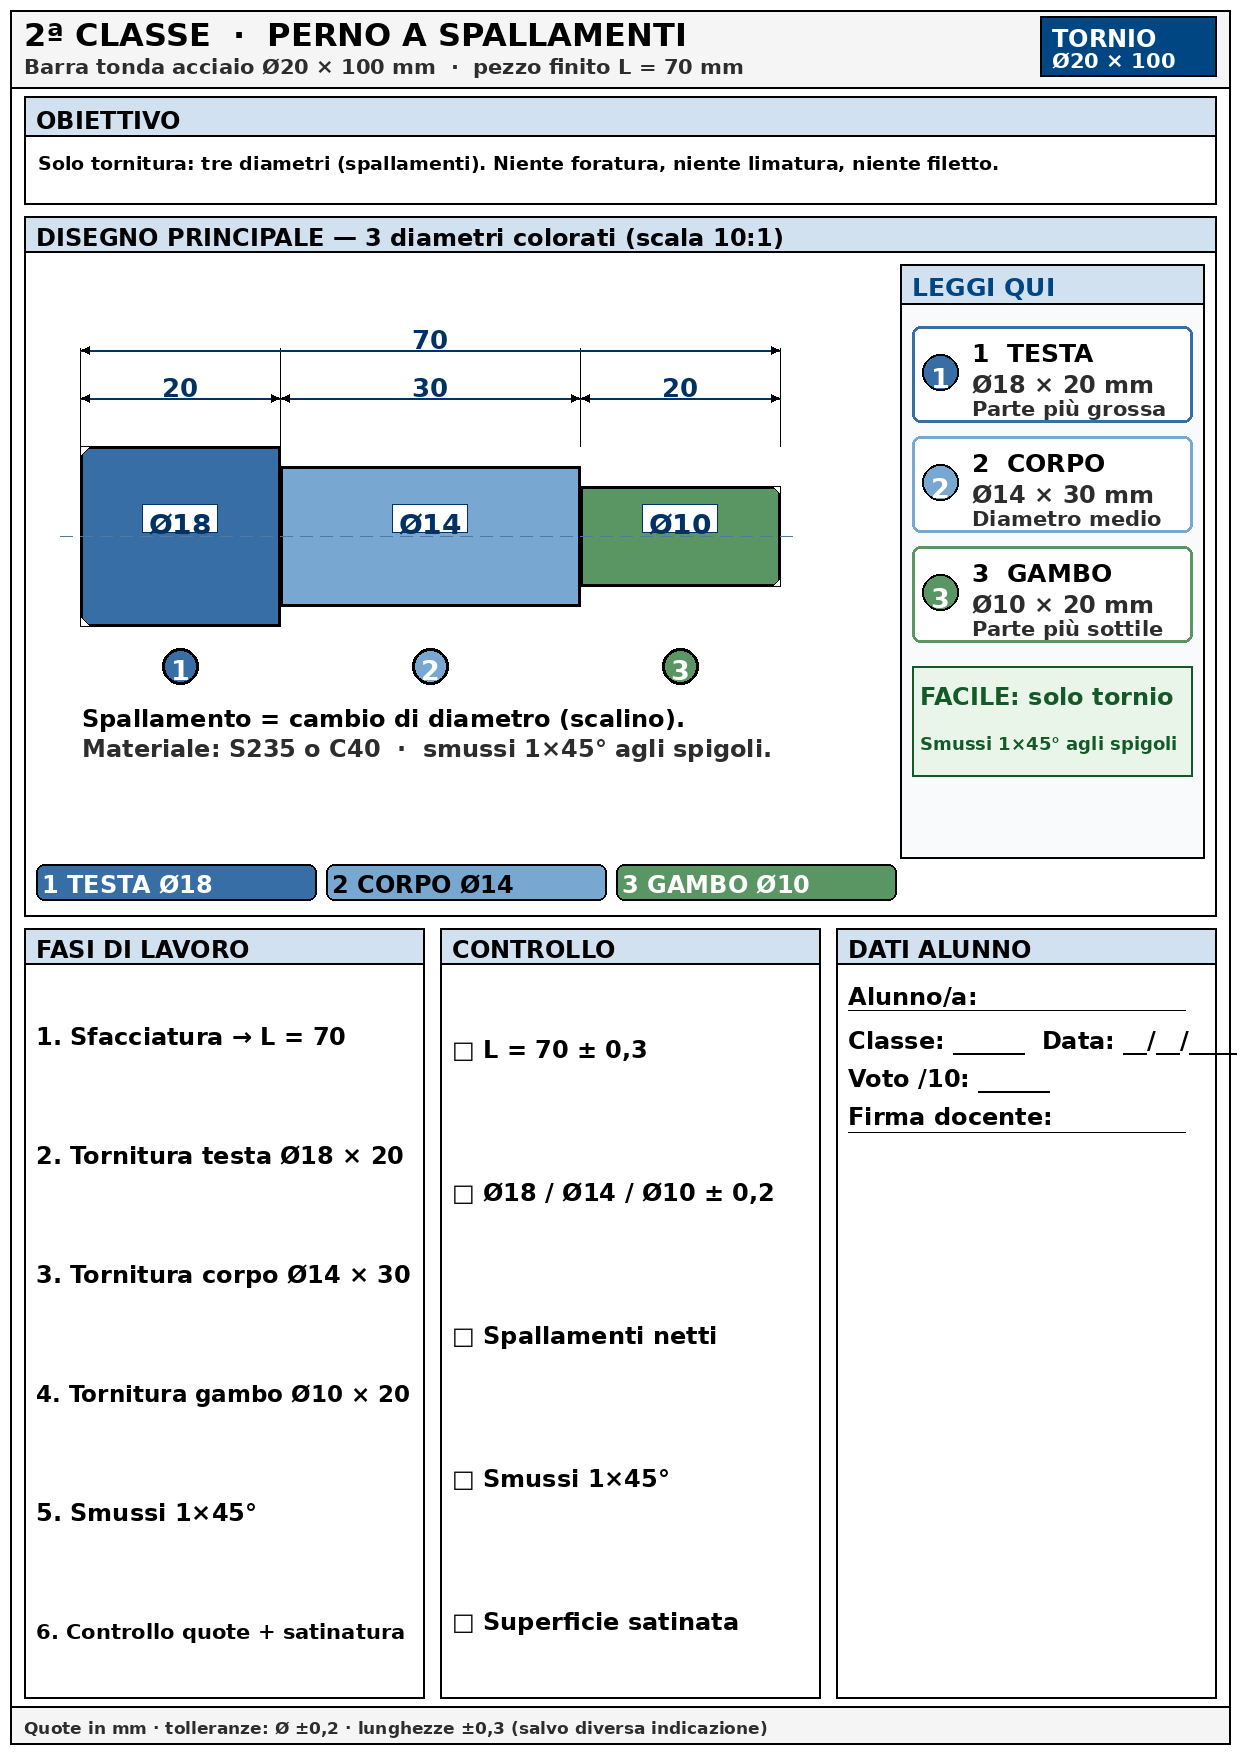 2ª CLASSE · PERNO A SPALLAMENTI
Barra tonda acciaio Ø20 × 100 mm · pezzo finito L = 70 mm
TORNIO
Ø20 × 100
OBIETTIVO
Solo tornitura: tre diametri (spallamenti). Niente foratura, niente limatura, niente filetto.
DISEGNO PRINCIPALE — 3 diametri colorati (scala 10:1)
70
20 30 20
Ø18 Ø14 Ø10
1 2 3
Spallamento = cambio di diametro (scalino).
Materiale: S235 o C40 · smussi 1×45° agli spigoli.
LEGGI QUI
1
1 TESTA
Ø18 × 20 mm
Parte più grossa
2
2 CORPO
Ø14 × 30 mm
Diametro medio
3
3 GAMBO
Ø10 × 20 mm
Parte più sottile
FACILE: solo tornio
Smussi 1×45° agli spigoli
1 TESTA Ø18
2 CORPO Ø14
3 GAMBO Ø10
FASI DI LAVORO
1. Sfacciatura → L = 70
2. Tornitura testa Ø18 × 20
3. Tornitura corpo Ø14 × 30
4. Tornitura gambo Ø10 × 20
5. Smussi 1×45°
6. Controllo quote + satinatura
CONTROLLO
□ L = 70 ± 0,3
□ Ø18 / Ø14 / Ø10 ± 0,2
□ Spallamenti netti
□ Smussi 1×45°
□ Superficie satinata
DATI ALUNNO
Alunno/a:
Classe: ______ Data: __/__/____
Voto /10: ______
Firma docente:
Quote in mm · tolleranze: Ø ±0,2 · lunghezze ±0,3 (salvo diversa indicazione)